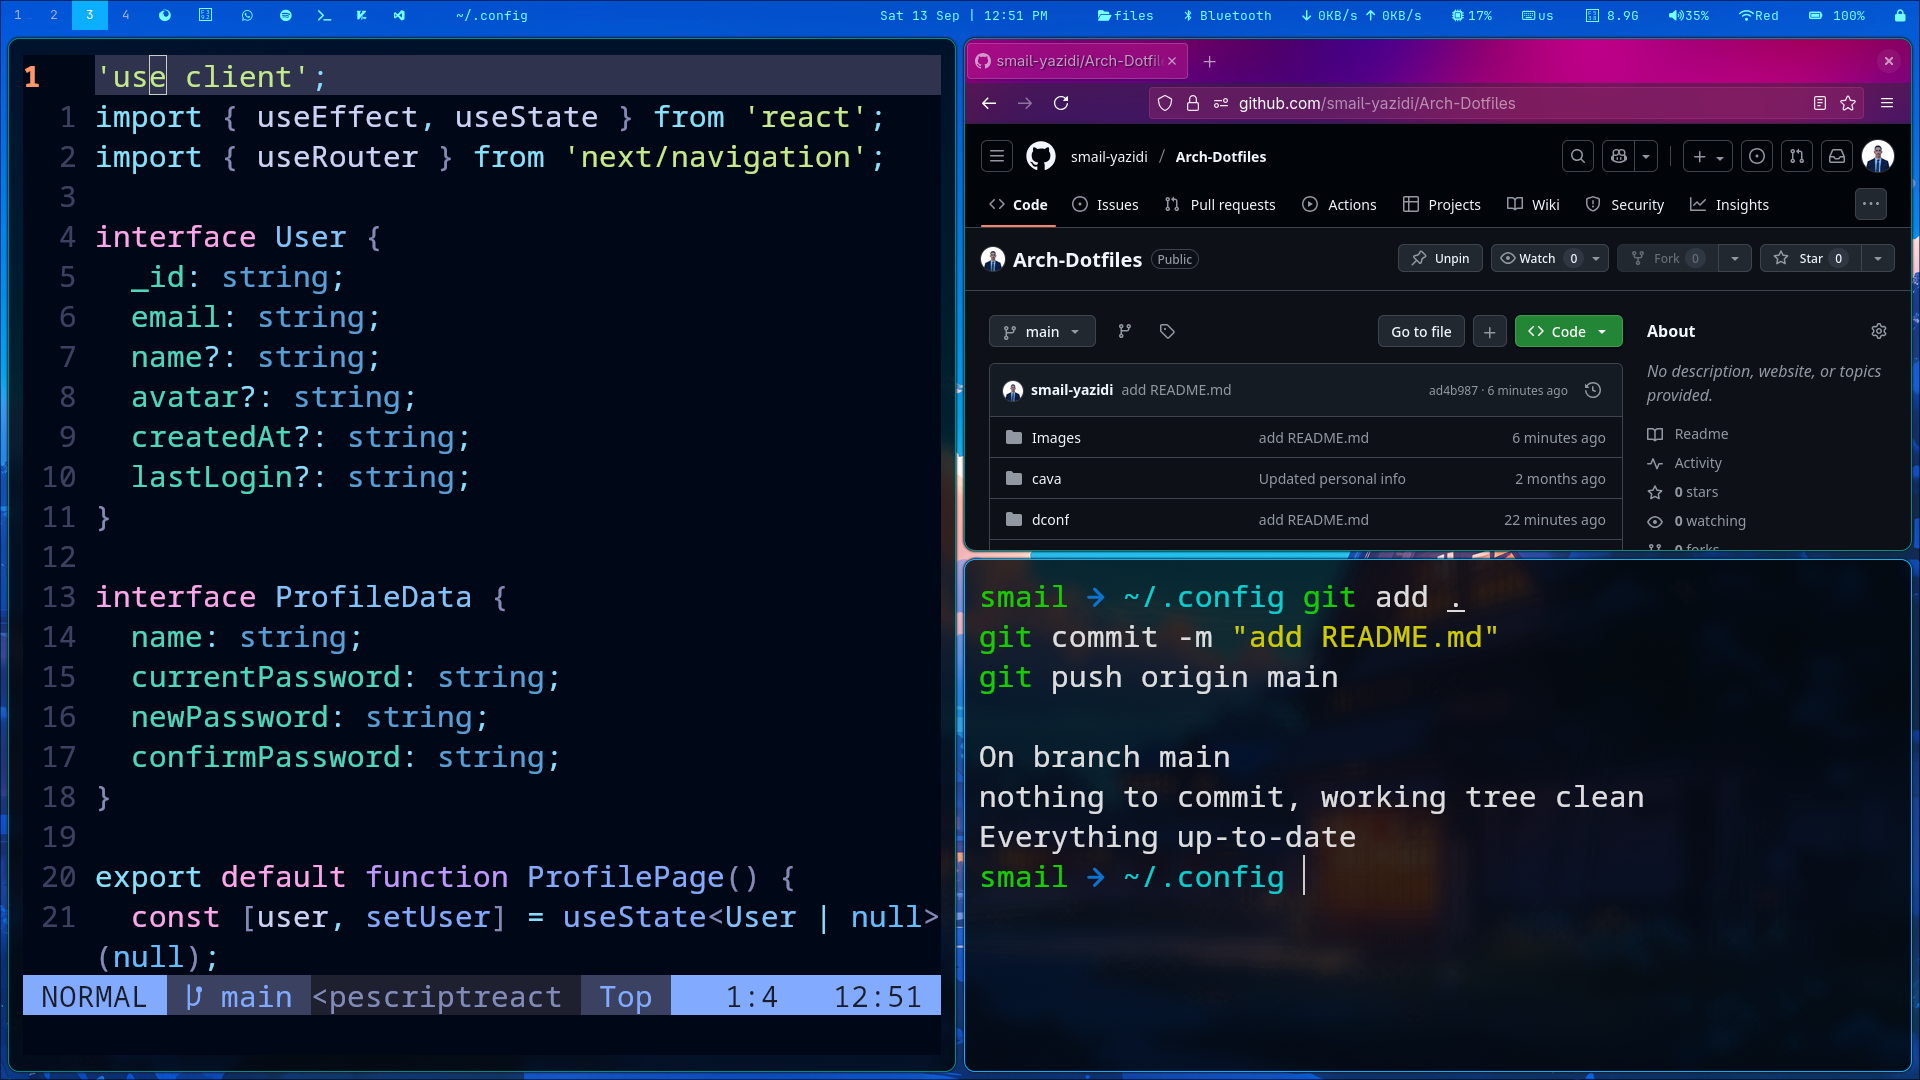 1 2 3 4 ~/.config Sat 13 Sep | 12:51 PM files Bluetooth 0KB/s 0KB/s 17% us 8.9G 35% Red 100%
1 'use client';
1 import { useEffect, useState } from 'react';
2 import { useRouter } from 'next/navigation';
3
4 interface User {
5 _id: string;
6 email: string;
7 name?: string;
8 avatar?: string;
9 createdAt?: string;
10 lastLogin?: string;
11 }
12
13 interface ProfileData {
14 name: string;
15 currentPassword: string;
16 newPassword: string;
17 confirmPassword: string;
18 }
19
20 export default function ProfilePage() {
21 const [user, setUser] = useState<User | null>
(null);
NORMAL main <pescriptreact Top 1:4 12:51
smail-yazidi/Arch-Dotfil
github.com/smail-yazidi/Arch-Dotfiles
smail-yazidi / Arch-Dotfiles
Code Issues Pull requests Actions Projects Wiki Security Insights
Arch-Dotfiles Public Unpin Watch 0 Fork 0 Star 0
main Go to file Code
smail-yazidi add README.md ad4b987 · 6 minutes ago
Images add README.md 6 minutes ago
cava Updated personal info 2 months ago
dconf add README.md 22 minutes ago
About
No description, website, or topics
provided.
Readme
Activity
0 stars
0 watching
0 forks
smail → ~/.config git add .
git commit -m "add README.md"
git push origin main
On branch main
nothing to commit, working tree clean
Everything up-to-date
smail → ~/.config